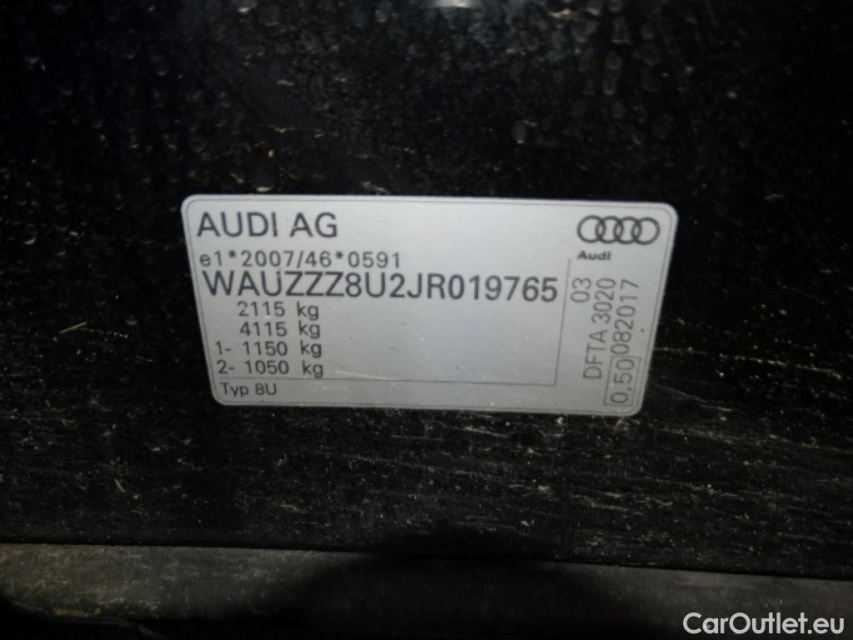 AUDI AG
Audi
e1*2007/46*0591
WAUZZZ8U2JR019765
2115 kg
4115 kg
1- 1150 kg
2- 1050 kg
Typ 8U
03
DFTA 3020
0.50 082017
CarOutlet.eu